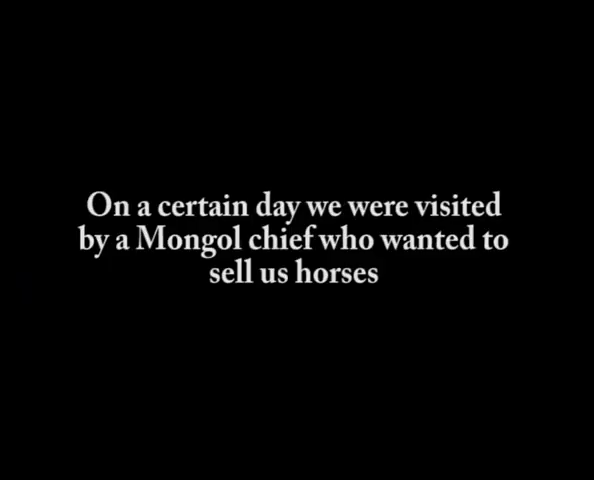 On a certain day we were visited
by a Mongol chief who wanted to
sell us horses